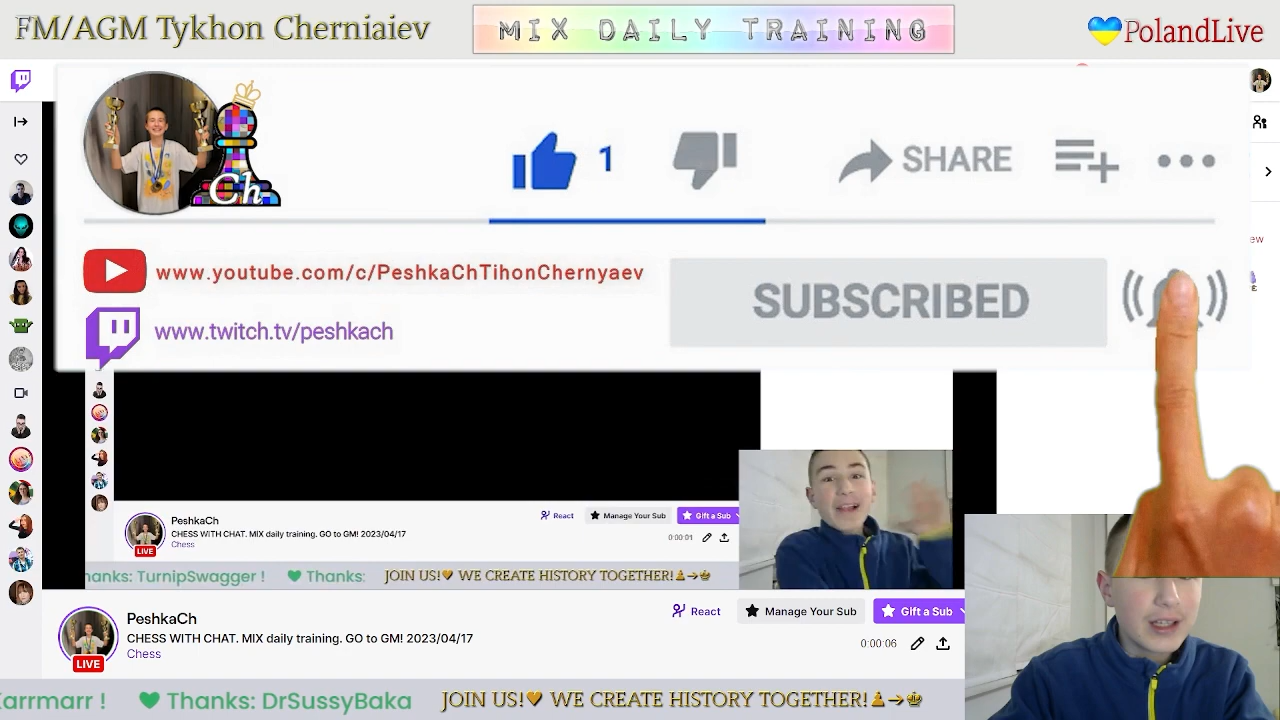 FM/AGM Tykhon Cherniaiev
MIX DAILY TRAINING
PolandLive
Ch
1
SHARE
www.youtube.com/c/PeshkaChTihonChernyaev
SUBSCRIBED
www.twitch.tv/peshkach
ew
PeshkaCh
CHESS WITH CHAT. MIX daily training. GO to GM! 2023/04/17
Chess
LIVE
React
Manage Your Sub
Gift a Sub
0:00:01
hanks: TurnipSwagger !
Thanks:
JOIN US! WE CREATE HISTORY TOGETHER!
PeshkaCh
CHESS WITH CHAT. MIX daily training. GO to GM! 2023/04/17
Chess
LIVE
React
Manage Your Sub
Gift a Sub
0:00:06
Karrmarr !
Thanks: DrSussyBaka
JOIN US! WE CREATE HISTORY TOGETHER!